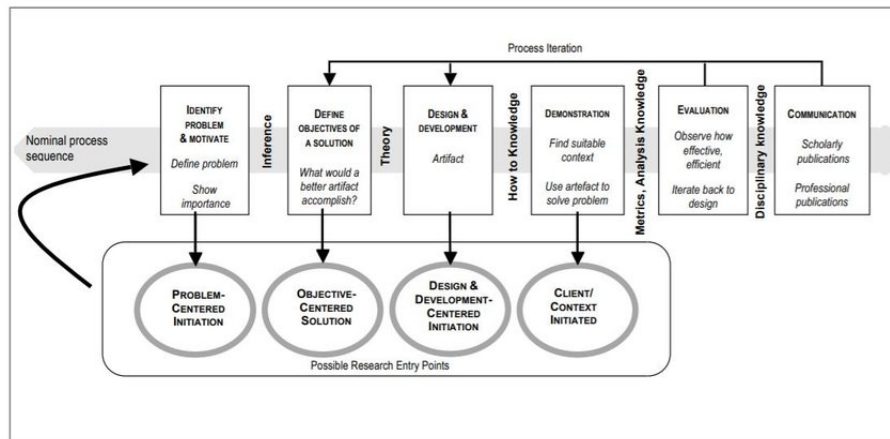 Process Iteration
Nominal process
sequence
IDENTIFY
PROBLEM
& MOTIVATE
Define problem
Show
importance
Inference
DEFINE
OBJECTIVES OF
A SOLUTION
What would a
better artifact
accomplish?
Theory
DESIGN &
DEVELOPMENT
Artifact
How to Knowledge
DEMONSTRATION
Find suitable
context
Use artefact to
solve problem
Metrics, Analysis Knowledge
EVALUATION
Observe how
effective,
efficient
Iterate back to
design
Disciplinary knowledge
COMMUNICATION
Scholarly
publications
Professional
publications
PROBLEM-
CENTERED
INITIATION
OBJECTIVE-
CENTERED
SOLUTION
DESIGN &
DEVELOPMENT-
CENTERED
INITIATION
CLIENT/
CONTEXT
INITIATED
Possible Research Entry Points